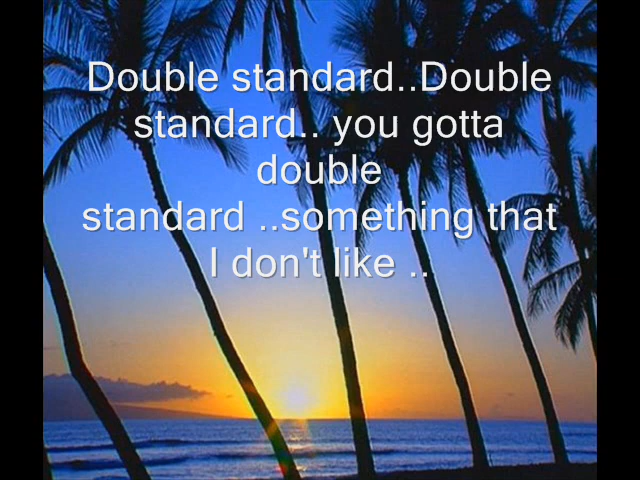 Double standard..Double
standard.. you gotta
double
standard ..something that
I don't like ..